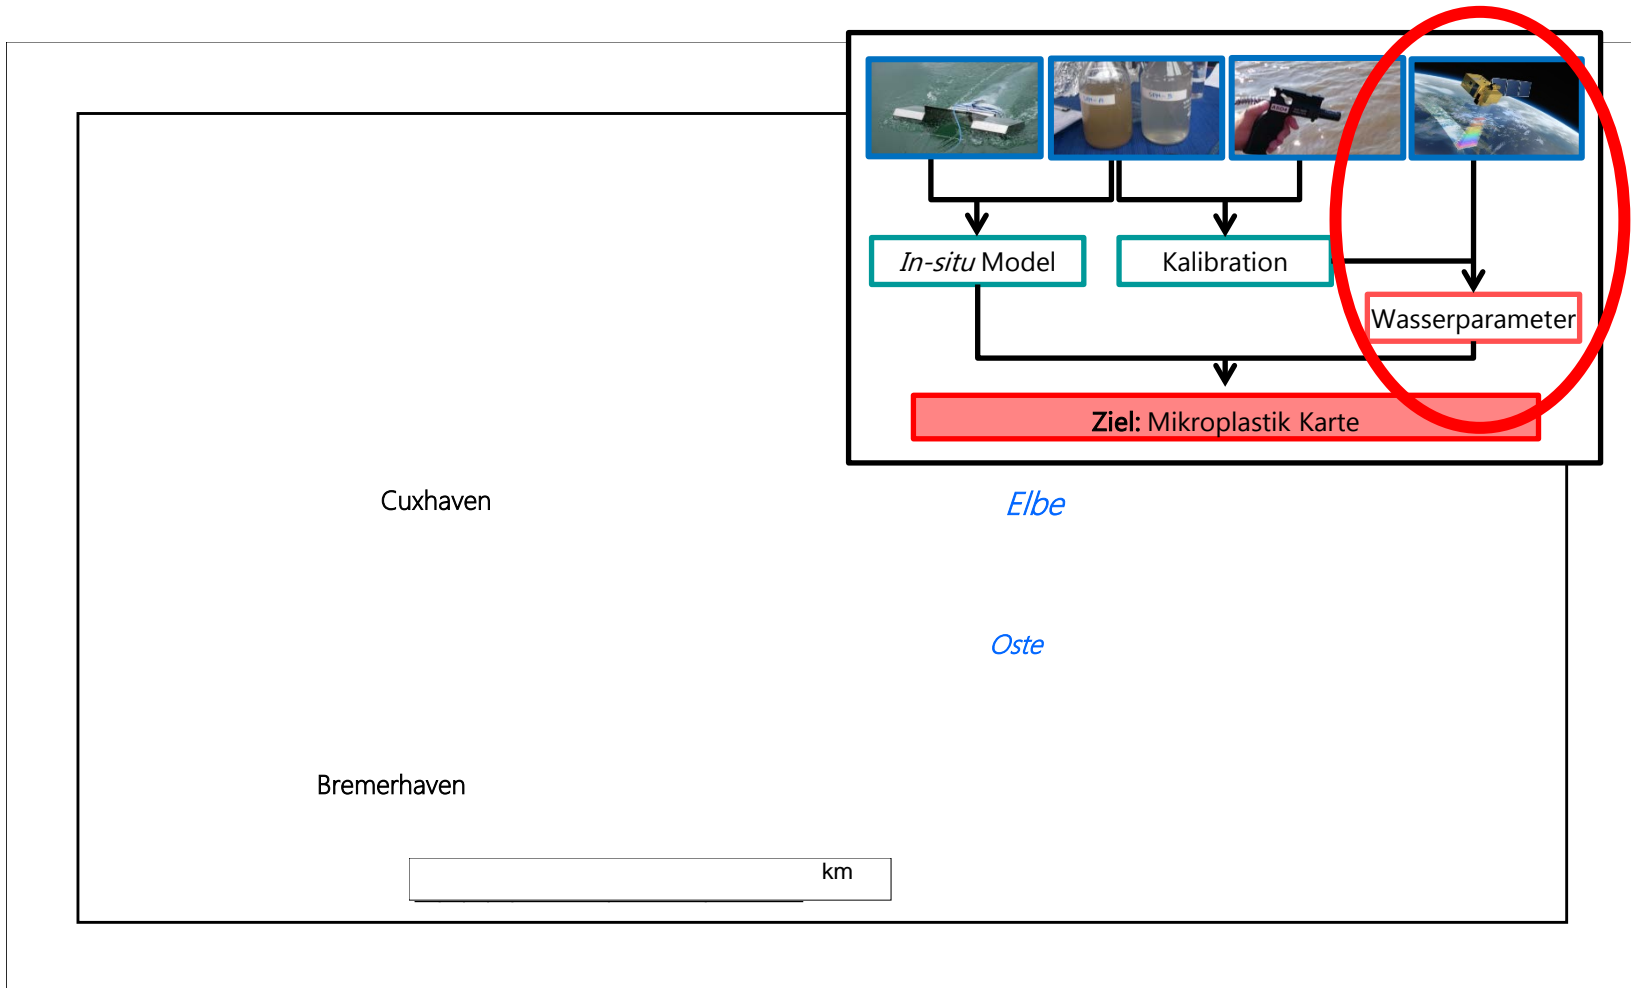 In-situ Model
Kalibration
Wasserparameter
Ziel: Mikroplastik Karte
Cuxhaven
Elbe
Oste
Bremerhaven
km